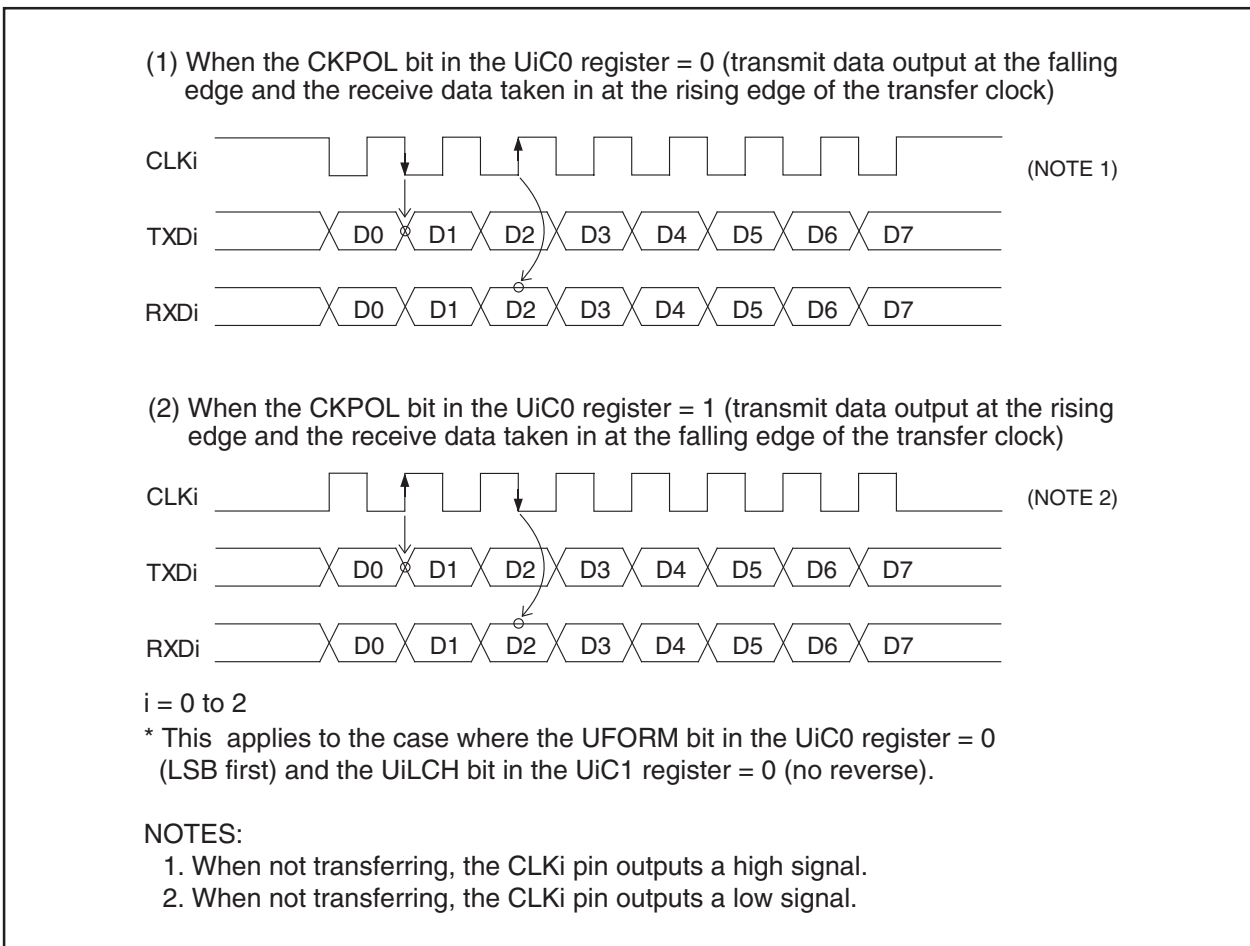 (1) When the CKPOL bit in the UiC0 register = 0 (transmit data output at the falling
edge and the receive data taken in at the rising edge of the transfer clock)
CLKi
(NOTE 1)
TXDi D0 D1 D2 D3 D4 D5 D6 D7
RXDi D0 D1 D2 D3 D4 D5 D6 D7
(2) When the CKPOL bit in the UiC0 register = 1 (transmit data output at the rising
edge and the receive data taken in at the falling edge of the transfer clock)
CLKi
(NOTE 2)
TXDi D0 D1 D2 D3 D4 D5 D6 D7
RXDi D0 D1 D2 D3 D4 D5 D6 D7
i = 0 to 2
* This applies to the case where the UFORM bit in the UiC0 register = 0
(LSB first) and the UiLCH bit in the UiC1 register = 0 (no reverse).
NOTES:
1. When not transferring, the CLKi pin outputs a high signal.
2. When not transferring, the CLKi pin outputs a low signal.